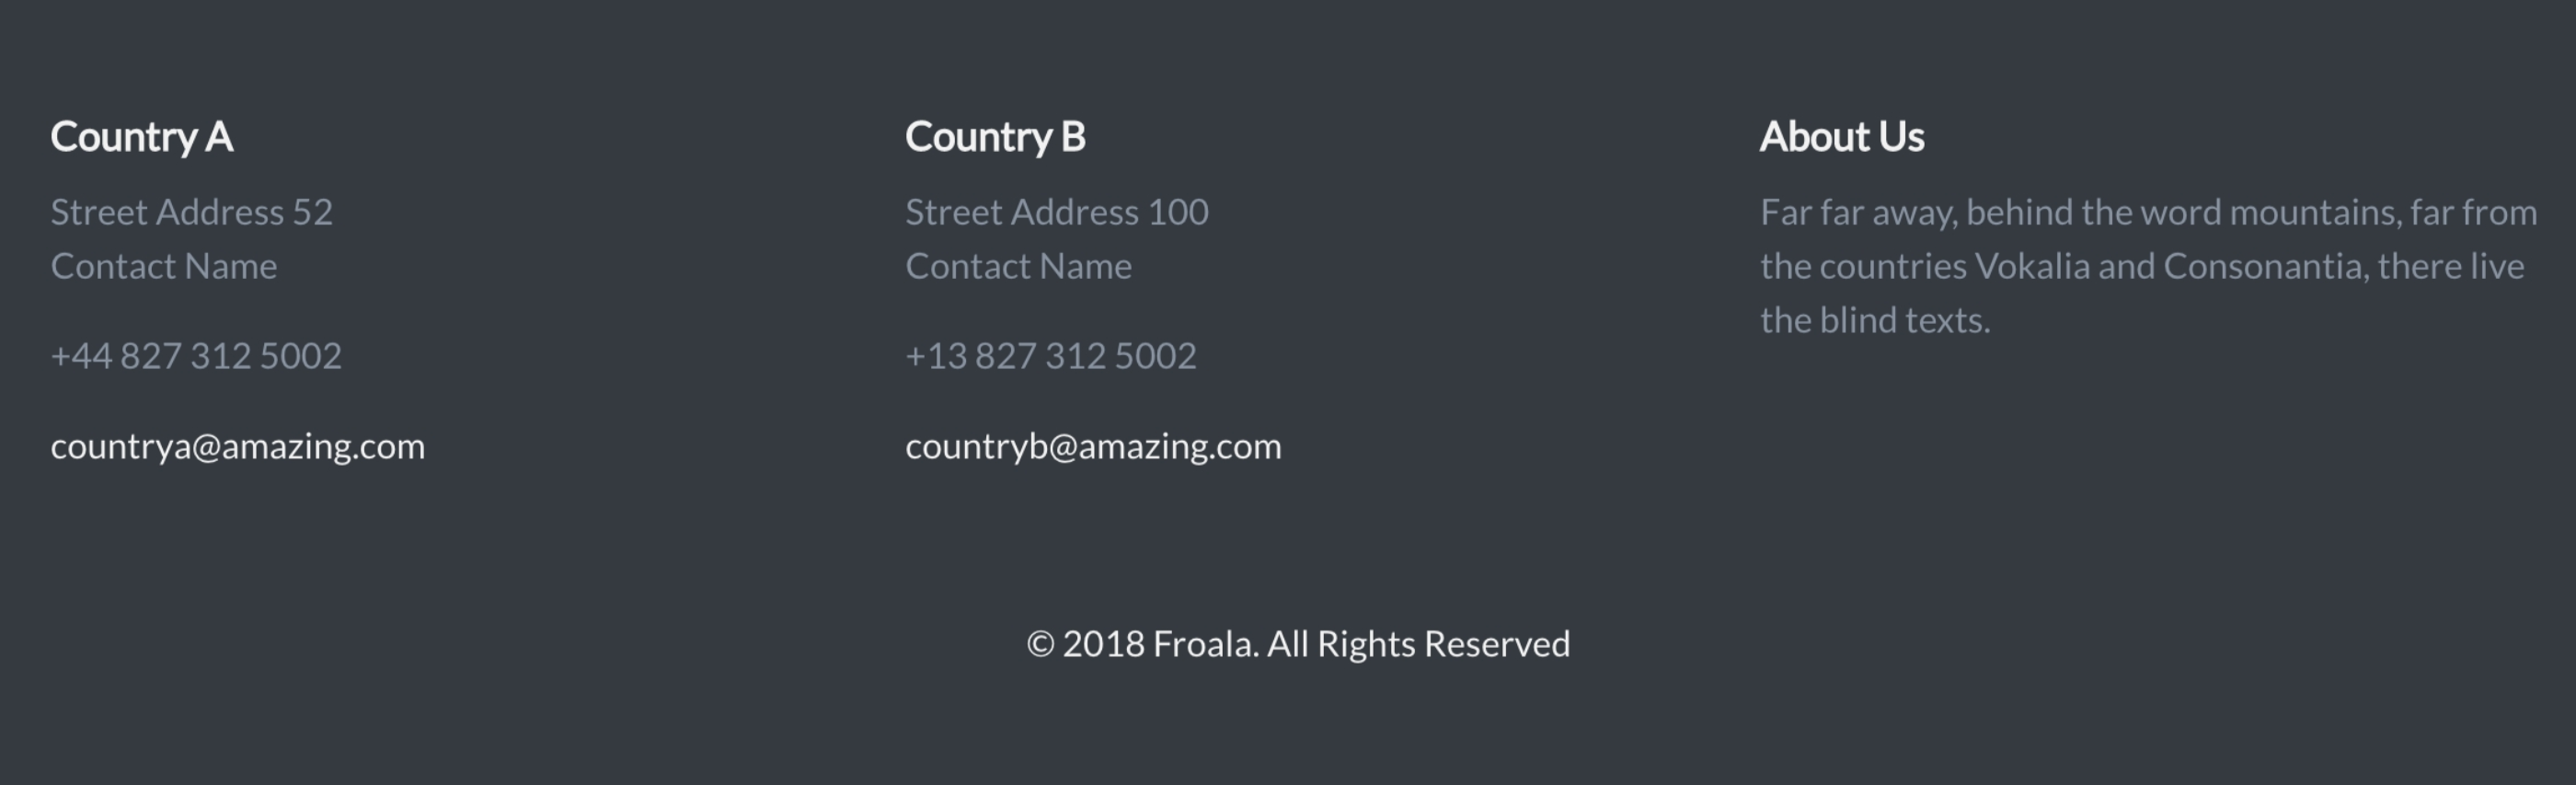 Country A
Street Address 52
Contact Name
+44 827 312 5002
countrya@amazing.com
Country B
Street Address 100
Contact Name
+13 827 312 5002
countryb@amazing.com
About Us
Far far away, behind the word mountains, far from
the countries Vokalia and Consonantia, there live
the blind texts.
© 2018 Froala. All Rights Reserved